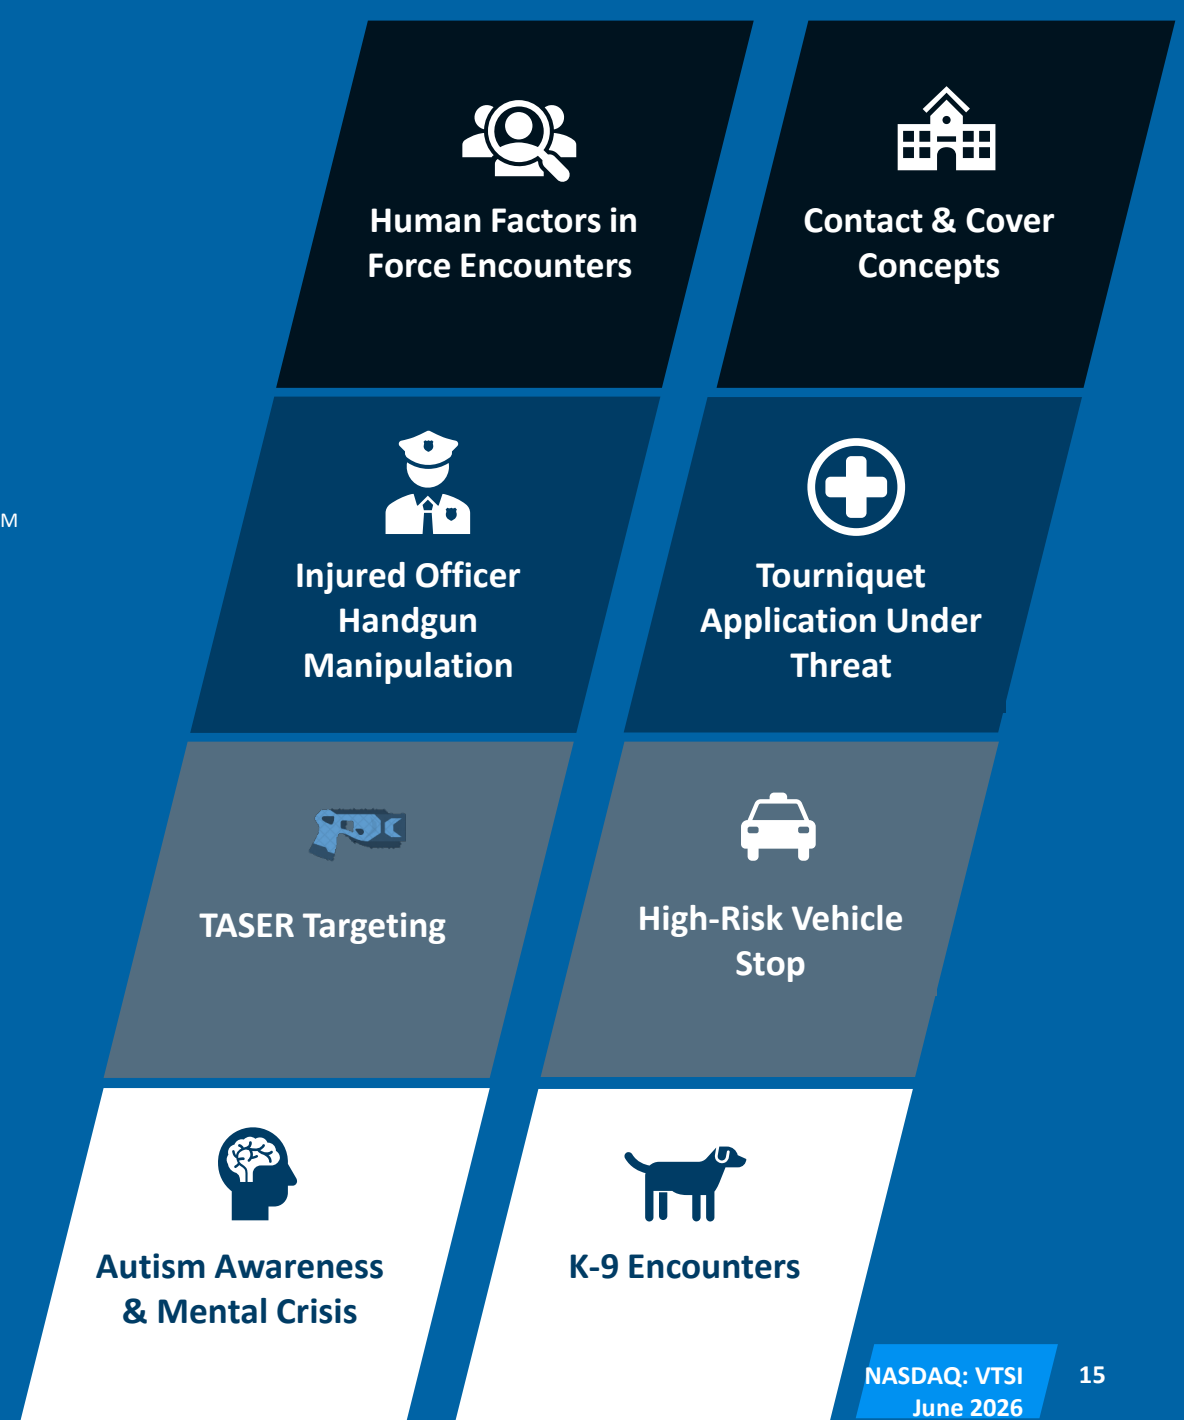 Human Factors in
Force Encounters
Contact & Cover
Concepts
M
Injured Officer
Handgun
Manipulation
Tourniquet
Application Under
Threat
TASER Targeting
High-Risk Vehicle
Stop
Autism Awareness
& Mental Crisis
K-9 Encounters
NASDAQ: VTSI
June 2026
15